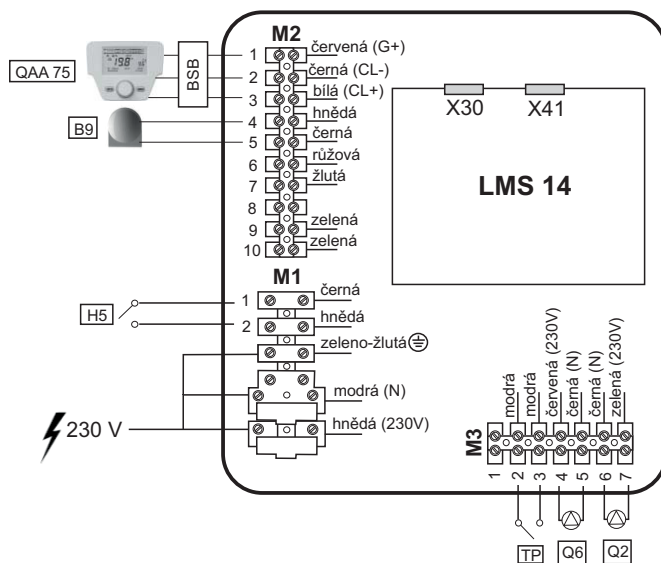 M2
QAA 75
19.8
BSB
1 červená (G+)
2 černá (CL-)
3 bílá (CL+)
B9
4 hnědá
5 černá
6 růžová
7 žlutá
8
9 zelená
10 zelená
X30 X41
LMS 14
M1
H5
1 černá
2 hnědá
zeleno-žlutá
modrá (N)
230 V
hnědá (230V)
M3
modrá
modrá
červená (230V)
černá (N)
černá (N)
zelená (230V)
1 2 3 4 5 6 7
TP Q6 Q2